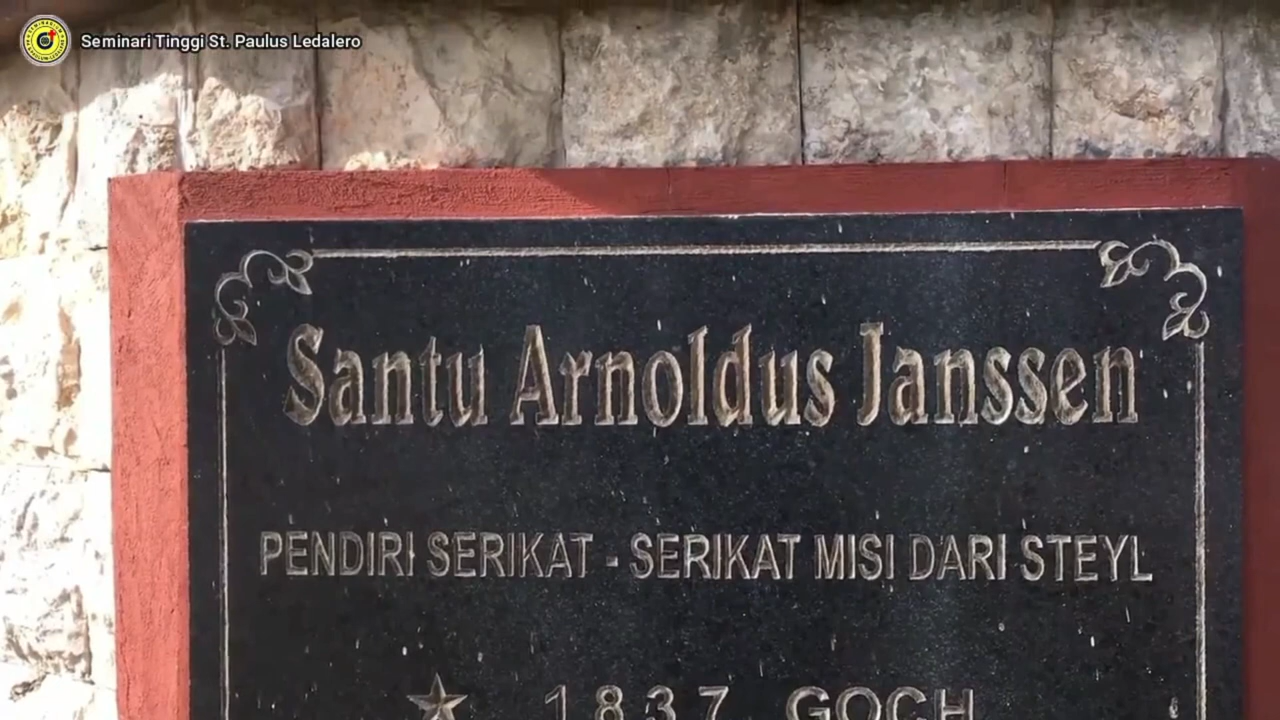 Seminari Tinggi St. Paulus Ledalero
Santu Arnoldus Janssen
PENDIRI SERIKAT - SERIKAT MISI DARI STEYL
1837 GOCH